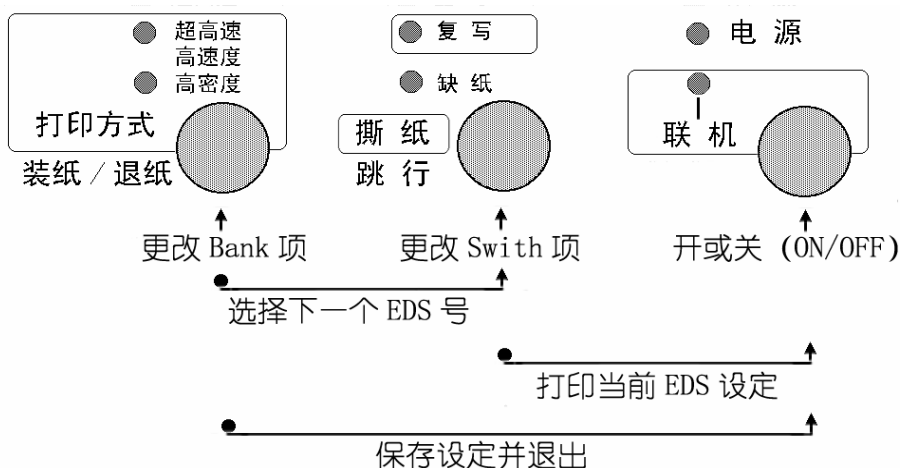 超高速
高速度
高密度
打印方式
装纸／退纸
复 写
缺 纸
撕 纸
跳 行
电 源
联 机
更改 Bank 项
更改 Swith 项
开或关 (ON/OFF)
选择下一个 EDS 号
打印当前 EDS 设定
保存设定并退出